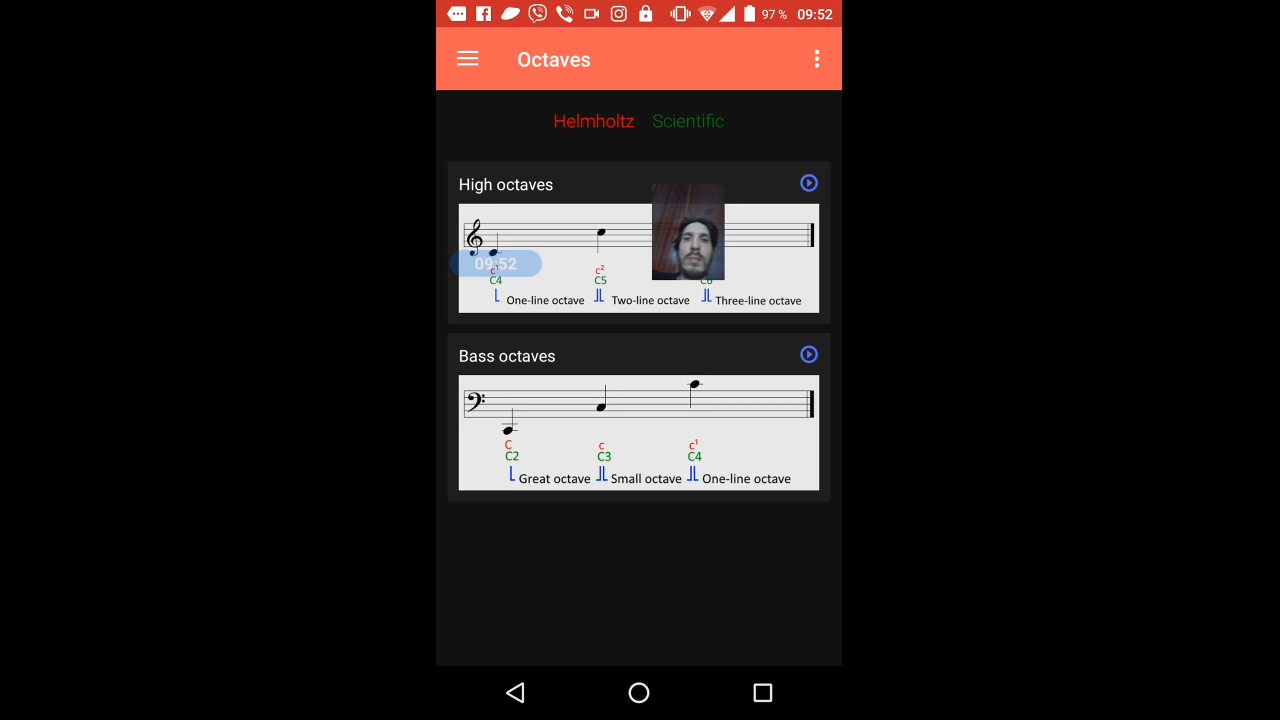 97 % 09:52
Octaves
Helmholtz Scientific
High octaves
09:52
c²
C4 C5 C6
One-line octave Two-line octave Three-line octave
Bass octaves
C c c¹
C2 C3 C4
Great octave Small octave One-line octave